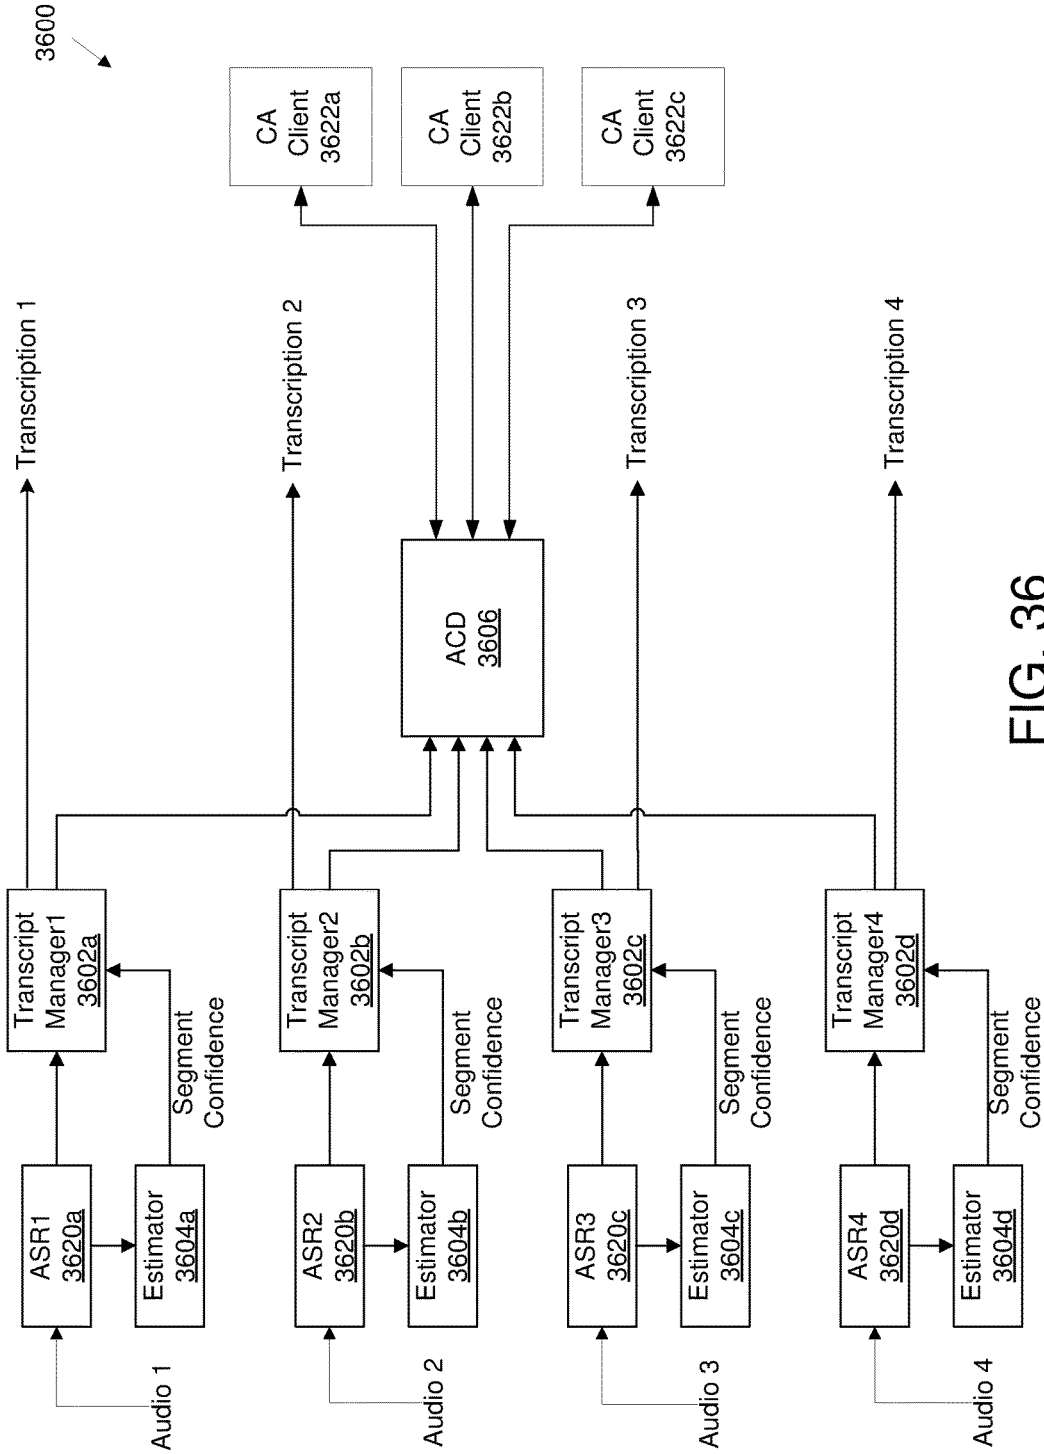 3600
Audio 1
ASR1
3620a
Estimator
3604a
Segment
Confidence
Transcript
Manager1
3602a
Transcription 1
Audio 2
ASR2
3620b
Estimator
3604b
Segment
Confidence
Transcript
Manager2
3602b
Transcription 2
ACD
3606
CA
Client
3622a
CA
Client
3622b
CA
Client
3622c
Audio 3
ASR3
3620c
Estimator
3604c
Segment
Confidence
Transcript
Manager3
3602c
Transcription 3
Audio 4
ASR4
3620d
Estimator
3604d
Segment
Confidence
Transcript
Manager4
3602d
Transcription 4
FIG. 36